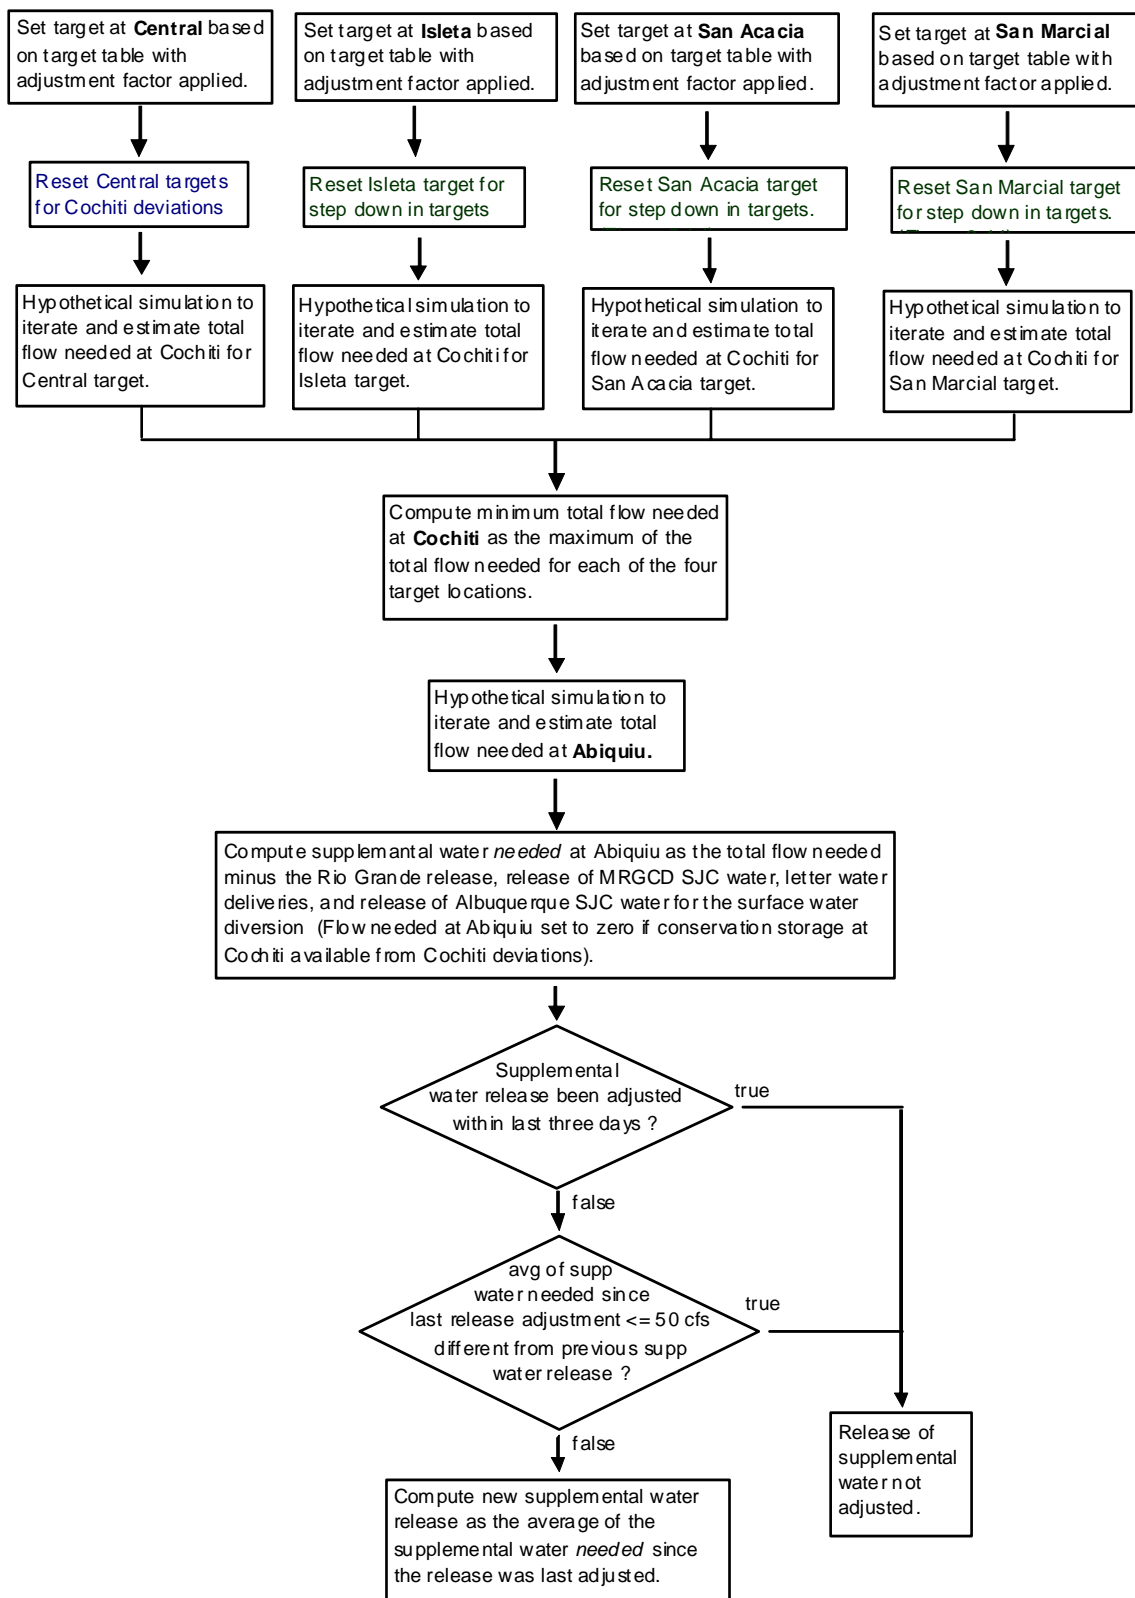 Set target at Central based
on target table with
adjustment factor applied.
Set target at Isleta based
on target table with
adjustment factor applied.
Set target at San Acacia
based on target table with
adjustment factor applied.
Set target at San Marcial
based on target table with
adjustment factor applied.
Reset Central targets
for Cochiti deviations
Reset Isleta target for
step down in targets
Reset San Acacia target
for step down in targets.
Reset San Marcial target
for step down in targets.
Hypothetical simulation to
iterate and estimate total
flow needed at Cochiti for
Central target.
Hypothetical simulation to
iterate and estimate total
flow needed at Cochiti for
Isleta target.
Hypothetical simulation to
iterate and estimate total
flow needed at Cochiti for
San Acacia target.
Hypothetical simulation to
iterate and estimate total
flow needed at Cochiti for
San Marcial target.
Compute minimum total flow needed
at Cochiti as the maximum of the
total flow needed for each of the four
target locations.
Hypothetical simulation to
iterate and estimate total
flow needed at Abiquiu.
Compute supplemantal water needed at Abiquiu as the total flow needed
minus the Rio Grande release, release of MRGCD SJC water, letter water
deliveries, and release of Albuquerque SJC water for the surface water
diversion (Flow needed at Abiquiu set to zero if conservation storage at
Cochiti available from Cochiti deviations).
Supplemental
water release been adjusted
within last three days ?
true
false
avg of supp
water needed since
last release adjustment <= 50 cfs
different from previous supp
water release ?
true
false
Release of
supplemental
water not
adjusted.
Compute new supplemental water
release as the average of the
supplemental water needed since
the release was last adjusted.